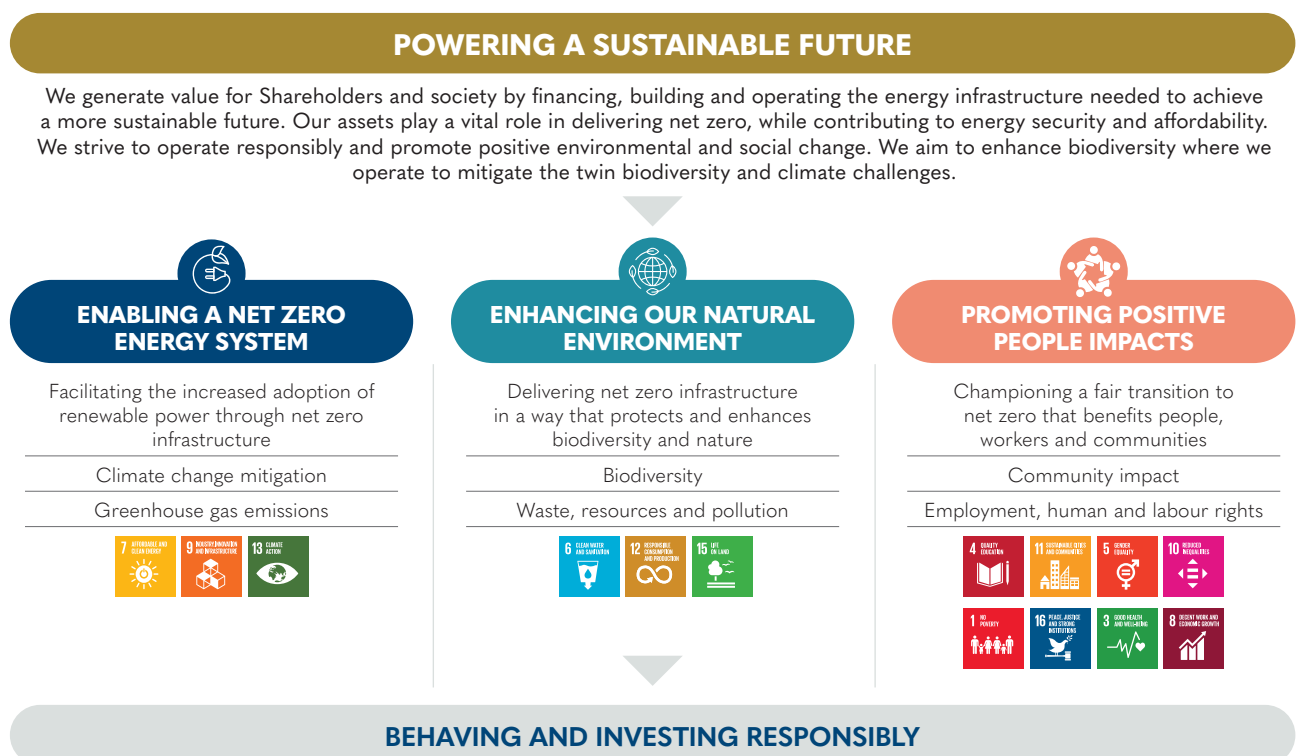 POWERING A SUSTAINABLE FUTURE
We generate value for Shareholders and society by financing, building and operating the energy infrastructure needed to achieve
a more sustainable future. Our assets play a vital role in delivering net zero, while contributing to energy security and affordability.
We strive to operate responsibly and promote positive environmental and social change. We aim to enhance biodiversity where we
operate to mitigate the twin biodiversity and climate challenges.
ENABLING A NET ZERO
ENERGY SYSTEM
Facilitating the increased adoption of
renewable power through net zero
infrastructure
Climate change mitigation
Greenhouse gas emissions
7 AFFORDABLE AND
CLEAN ENERGY
9 INDUSTRY, INNOVATION
AND INFRASTRUCTURE
13 CLIMATE
ACTION
ENHANCING OUR NATURAL
ENVIRONMENT
Delivering net zero infrastructure
in a way that protects and enhances
biodiversity and nature
Biodiversity
Waste, resources and pollution
6 CLEAN WATER
AND SANITATION
12 RESPONSIBLE
CONSUMPTION
AND PRODUCTION
15 LIFE
ON LAND
PROMOTING POSITIVE
PEOPLE IMPACTS
Championing a fair transition to
net zero that benefits people,
workers and communities
Community impact
Employment, human and labour rights
4 QUALITY
EDUCATION
11 SUSTAINABLE CITIES
AND COMMUNITIES
5 GENDER
EQUALITY
10 REDUCED
INEQUALITIES
1 NO
POVERTY
16 PEACE, JUSTICE
AND STRONG
INSTITUTIONS
3 GOOD HEALTH
AND WELL-BEING
8 DECENT WORK AND
ECONOMIC GROWTH
BEHAVING AND INVESTING RESPONSIBLY